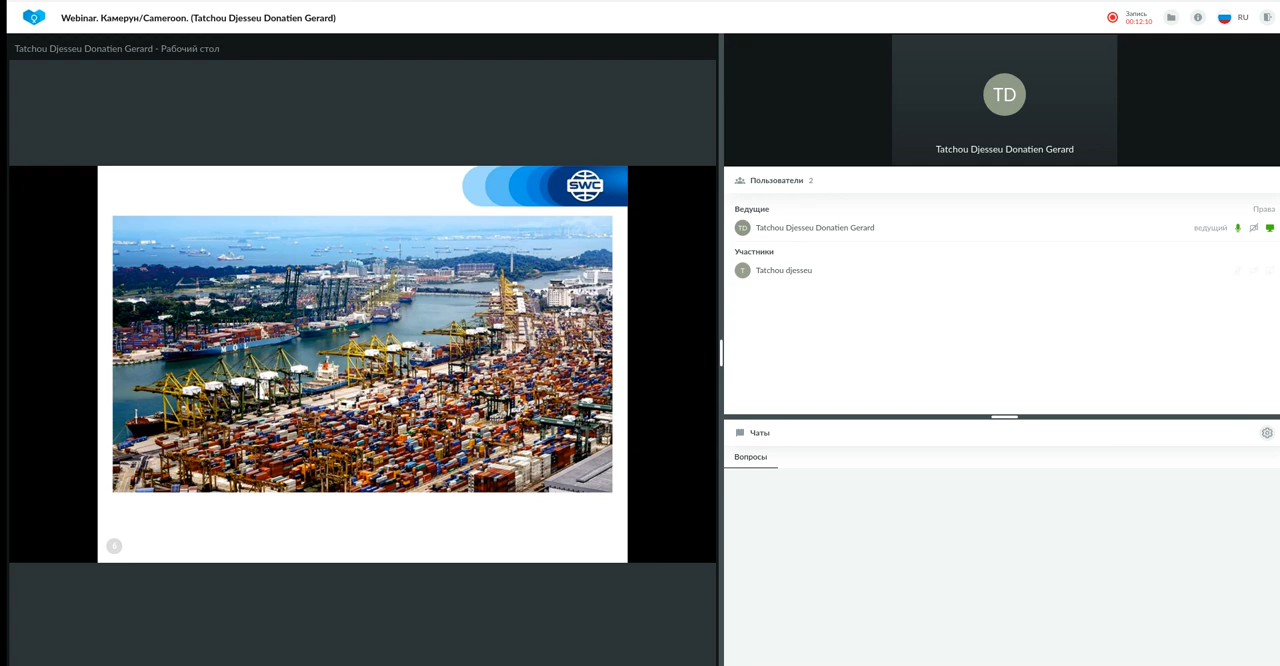 Webinar. Камерун/Cameroon. (Tatchou Djesseu Donatien Gerard)
Запись
00:12:10
RU
Tatchou Djesseu Donatien Gerard - Рабочий стол
SWC
MOL
6
TD
Tatchou Djesseu Donatien Gerard
Пользователи 2
Ведущие Права
TD Tatchou Djesseu Donatien Gerard ведущий
Участники
T Tatchou djesseu
Чаты
Вопросы